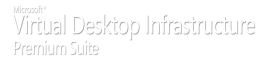 Microsoft®
Virtual Desktop Infrastructure
Premium Suite